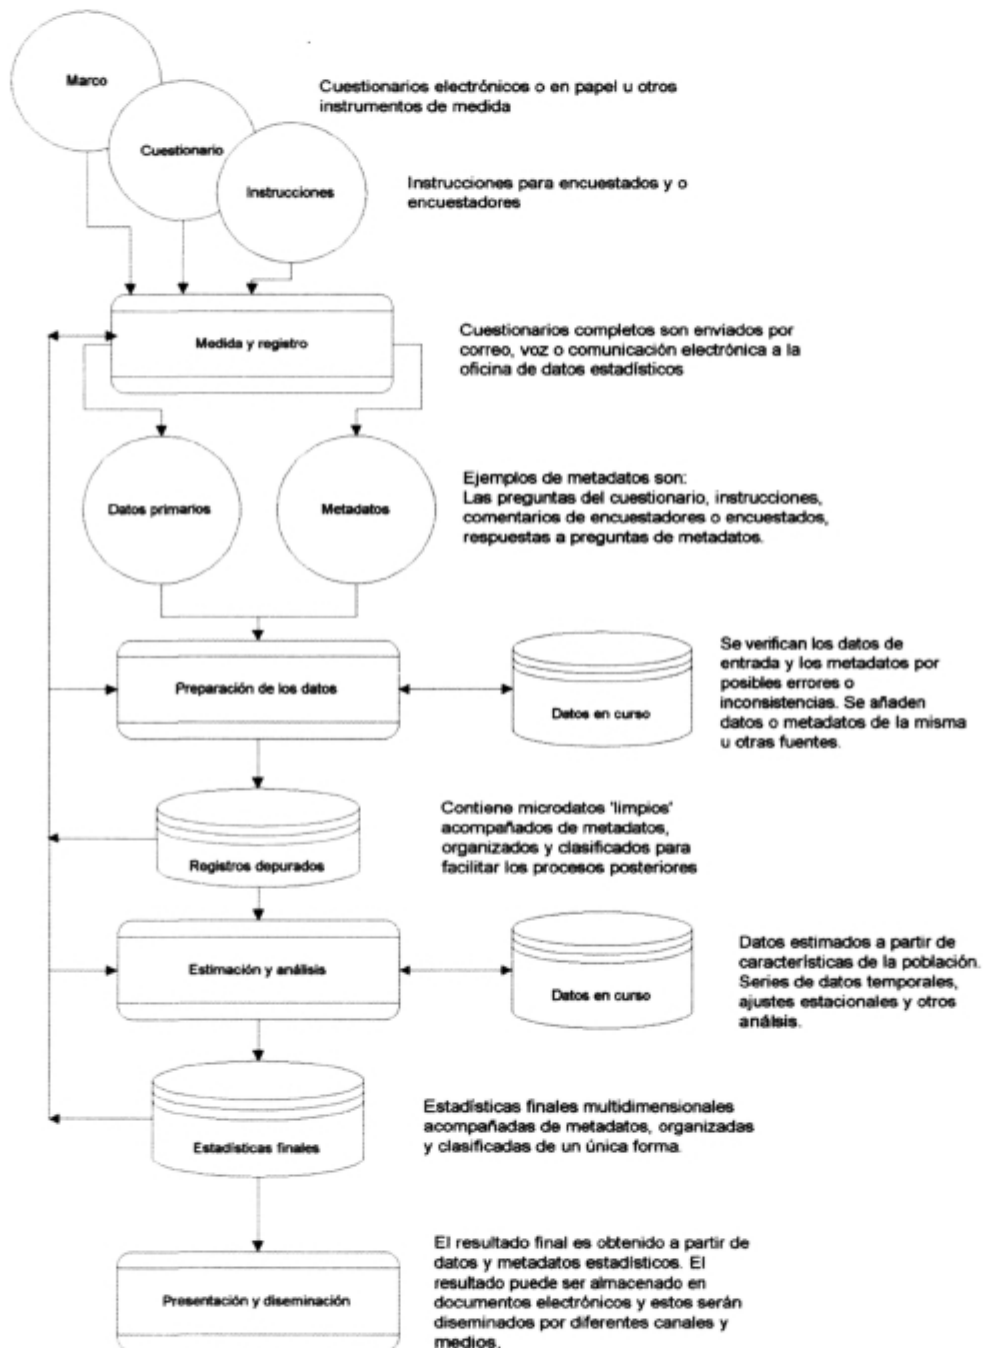 Marco
Cuestionarios electrónicos o en papel u otros
instrumentos de medida
Cuestionario
Instrucciones
Instrucciones para encuestados y o
encuestadores
Medida y registro
Cuestionarios completos son enviados por
correo, voz o comunicación electrónica a la
oficina de datos estadísticos
Datos primarios
Metadatos
Ejemplos de metadatos son:
Las preguntas del cuestionario, instrucciones,
comentarios de encuestadores o encuestados,
respuestas a preguntas de metadatos.
Preparación de los datos
Datos en curso
Se verifican los datos de
entrada y los metadatos por
posibles errores o
inconsistencias. Se añaden
datos o metadatos de la misma
u otras fuentes.
Registros depurados
Contiene microdatos 'limpios'
acompañados de metadatos,
organizados y clasificados para
facilitar los procesos posteriores
Estimación y análisis
Datos en curso
Datos estimados a partir de
características de la población.
Series de datos temporales,
ajustes estacionales y otros
análsis.
Estadísticas finales
Estadísticas finales multidimensionales
acompañadas de metadatos, organizadas
y clasificadas de un única forma.
Presentación y diseminación
El resultado final es obtenido a partir de
datos y metadatos estadísticos. El
resultado puede ser almacenado en
documentos electrónicos y estos serán
diseminados por diferentes canales y
medios.